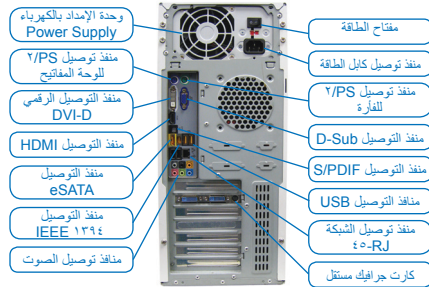 وحدة الإمداد بالكهرباء
Power Supply
منفذ توصيل PS/٢
للوحة المفاتيح
منفذ التوصيل الرقمي
DVI-D
منفذ التوصيل HDMI
منفذ التوصيل
eSATA
منفذ التوصيل
IEEE ١٣٩٤
منافذ توصيل الصوت
مفتاح الطاقة
منفذ توصيل كابل الطاقة
منفذ توصيل PS/٢
للفأرة
منفذ التوصيل D-Sub
منفذ التوصيل S/PDIF
منافذ التوصيل USB
منفذ توصيل الشبكة
RJ-٤٥
كارت جرافيك مستقل